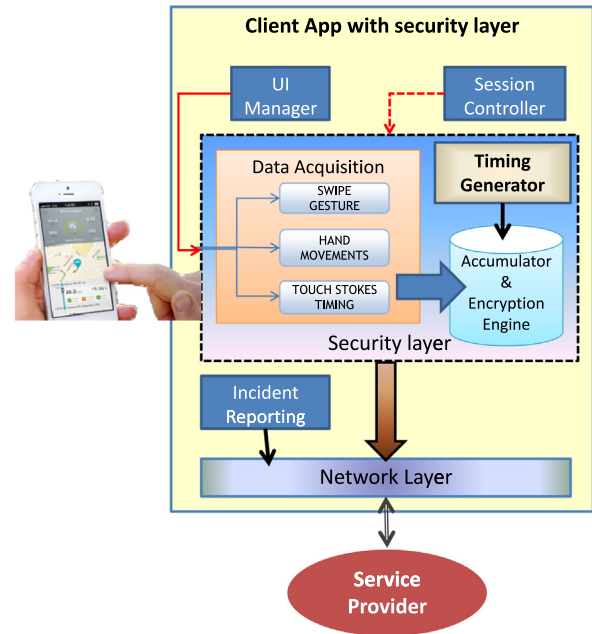 Client App with security layer
UI
Manager
Session
Controller
Data Acquisition
SWIPE
GESTURE
HAND
MOVEMENTS
TOUCH STOKES
TIMING
Timing
Generator
Accumulator
&
Encryption
Engine
Security layer
Incident
Reporting
Network Layer
Service
Provider